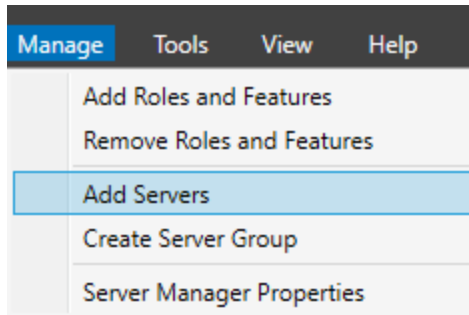 Manage Tools View Help
Add Roles and Features
Remove Roles and Features
Add Servers
Create Server Group
Server Manager Properties